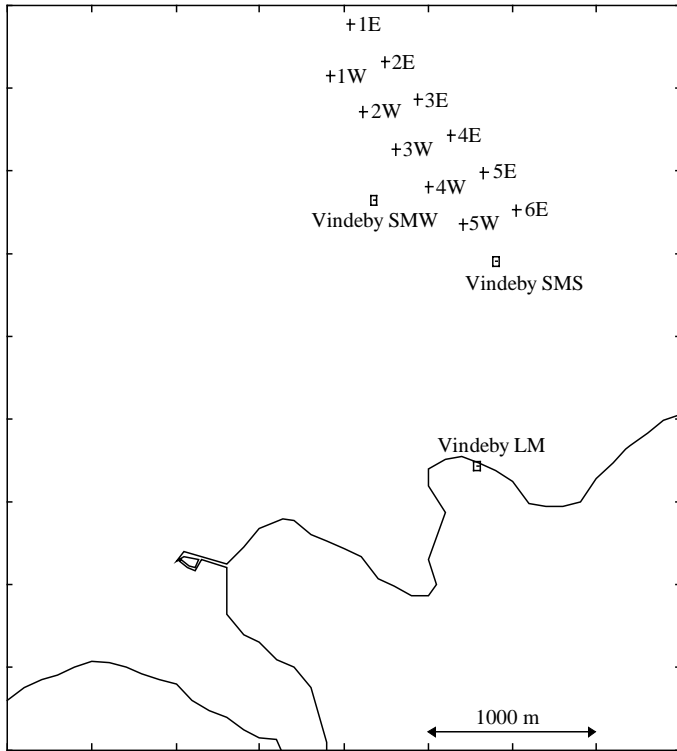 1E
2E
1W
3E
2W
4E
3W
5E
4W
6E
Vindeby SMW
5W
Vindeby SMS
Vindeby LM
1000 m